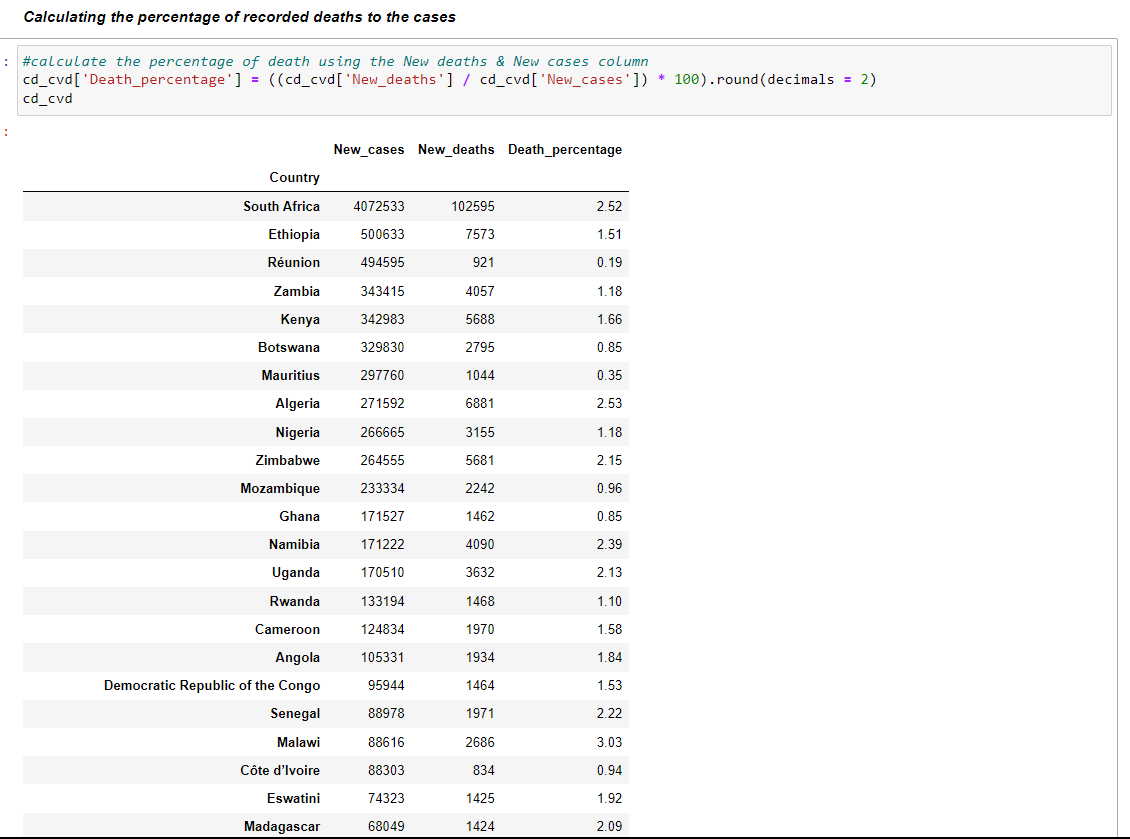 Calculating the percentage of recorded deaths to the cases
: #calculate the percentage of death using the New deaths & New cases column
cd_cvd['Death_percentage'] = ((cd_cvd['New_deaths'] / cd_cvd['New_cases']) * 100).round(decimals = 2)
cd_cvd
:
New_cases New_deaths Death_percentage
Country
South Africa 4072533 102595 2.52
Ethiopia 500633 7573 1.51
Réunion 494595 921 0.19
Zambia 343415 4057 1.18
Kenya 342983 5688 1.66
Botswana 329830 2795 0.85
Mauritius 297760 1044 0.35
Algeria 271592 6881 2.53
Nigeria 266665 3155 1.18
Zimbabwe 264555 5681 2.15
Mozambique 233334 2242 0.96
Ghana 171527 1462 0.85
Namibia 171222 4090 2.39
Uganda 170510 3632 2.13
Rwanda 133194 1468 1.10
Cameroon 124834 1970 1.58
Angola 105331 1934 1.84
Democratic Republic of the Congo 95944 1464 1.53
Senegal 88978 1971 2.22
Malawi 88616 2686 3.03
Côte d’Ivoire 88303 834 0.94
Eswatini 74323 1425 1.92
Madagascar 68049 1424 2.09